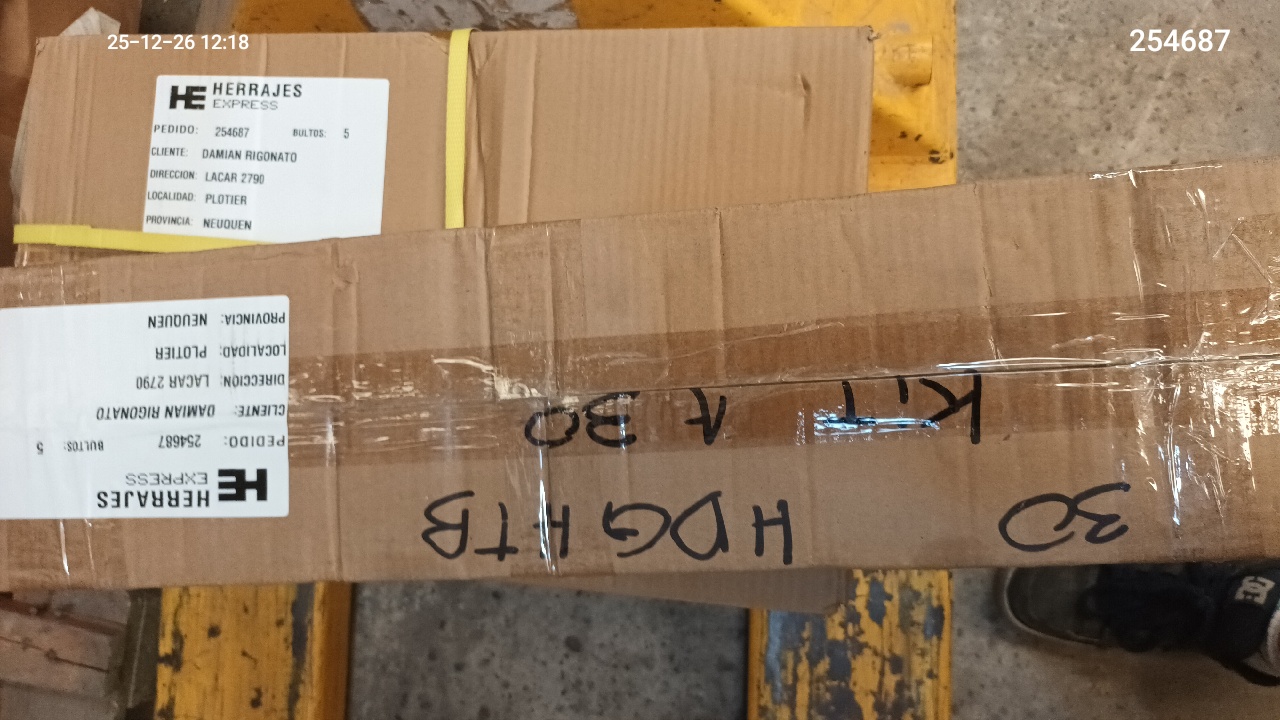 25-12-26 12:18
254687
HE HERRAJES
EXPRESS
PEDIDO: 254687 BULTOS: 5
CLIENTE: DAMIAN RIGONATO
DIRECCION: LACAR 2790
LOCALIDAD: PLOTIER
PROVINCIA: NEUQUEN
HE HERRAJES
EXPRESS
PEDIDO: 254687 BULTOS: 5
CLIENTE: DAMIAN RIGONATO
DIRECCION: LACAR 2790
LOCALIDAD: PLOTIER
PROVINCIA: NEUQUEN
30 HDGHTB
KIT A 30
DC